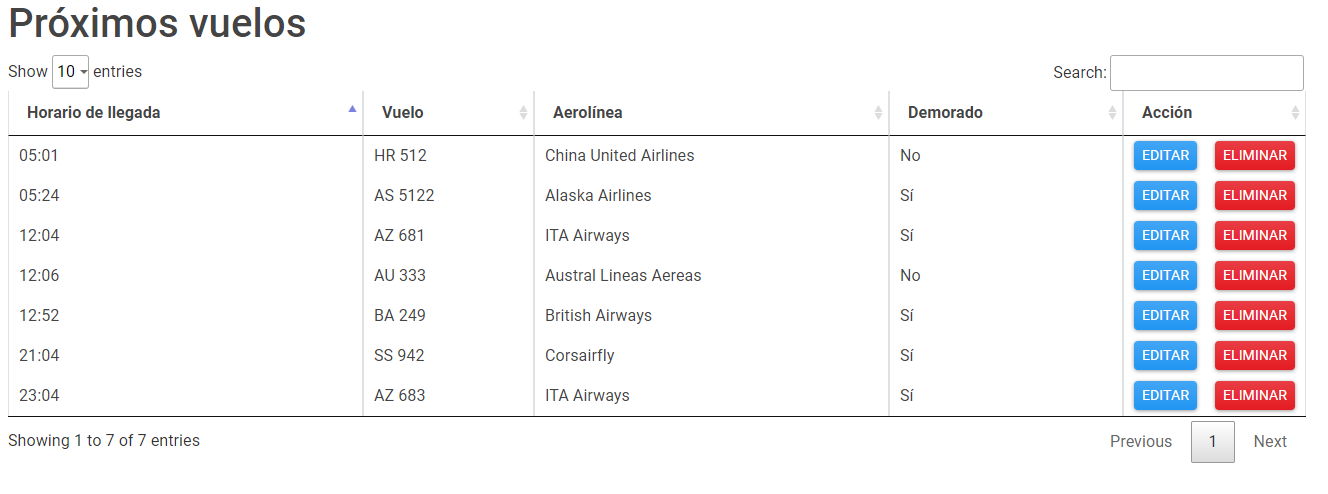 Próximos vuelos
Show 10 entries Search:
Horario de llegada Vuelo Aerolínea Demorado Acción
05:01 HR 512 China United Airlines No EDITAR ELIMINAR
05:24 AS 5122 Alaska Airlines Sí EDITAR ELIMINAR
12:04 AZ 681 ITA Airways Sí EDITAR ELIMINAR
12:06 AU 333 Austral Lineas Aereas No EDITAR ELIMINAR
12:52 BA 249 British Airways Sí EDITAR ELIMINAR
21:04 SS 942 Corsairfly Sí EDITAR ELIMINAR
23:04 AZ 683 ITA Airways Sí EDITAR ELIMINAR
Showing 1 to 7 of 7 entries Previous 1 Next